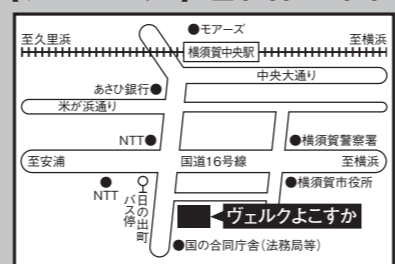 ●モアーズ
至久里浜
至横浜
横須賀中央駅
中央大通り
あさひ銀行●
米が浜通り
NTT●
●横須賀警察署
至安浦
国道16号線
至横浜
●
NTT
日の出町
バス停
●横須賀市役所
ヴェルクよこすか
●国の合同庁舎(法務局等)